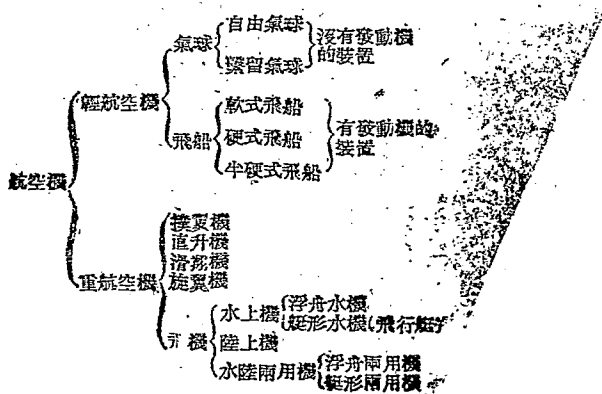 自由氣球
氣球
沒有發動機
的裝置
繫留氣球
輕航空機
軟式飛船
飛船
硬式飛船
有發動機的
裝置
半硬式飛船
航空機
撲翼機
直升機
滑翔機
重航空機
旋翼機
浮舟水機
水上機
艇形水機(飛行艇)
機
陸上機
浮舟兩用機
水陸兩用機
艇形兩用機